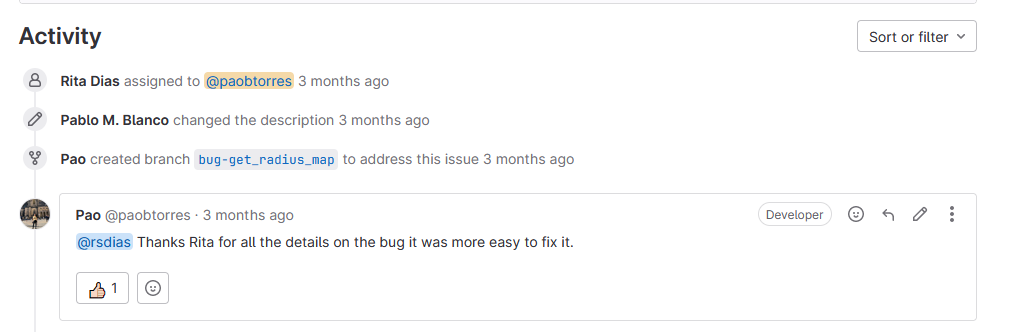 Activity
Sort or filter
Rita Dias assigned to @paobtorres 3 months ago
Pablo M. Blanco changed the description 3 months ago
Pao created branch bug-get_radius_map to address this issue 3 months ago
Pao @paobtorres · 3 months ago
Developer
@rsdias Thanks Rita for all the details on the bug it was more easy to fix it.
1